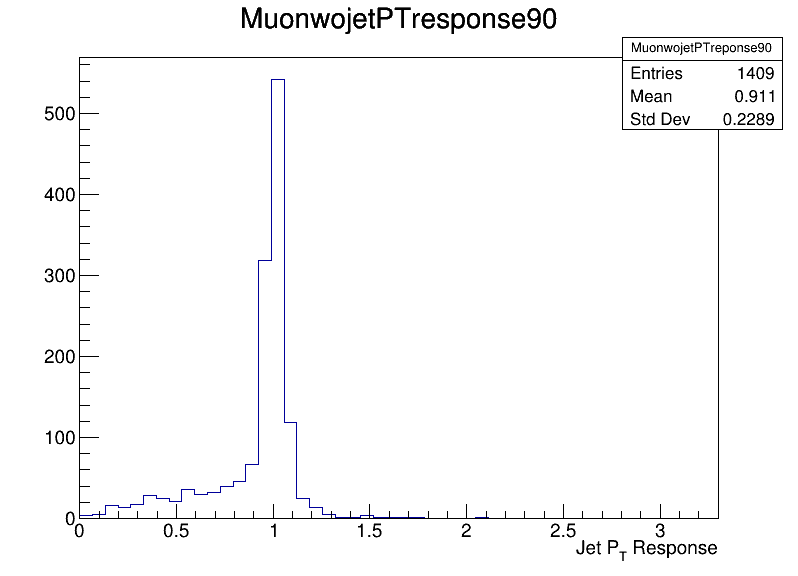 MuonwojetPTresponse90
MuonwojetPTreponse90
Entries 1409
Mean 0.911
Std Dev 0.2289
500
400
300
200
100
0
0 0.5 1 1.5 2 2.5 3
Jet PT Response